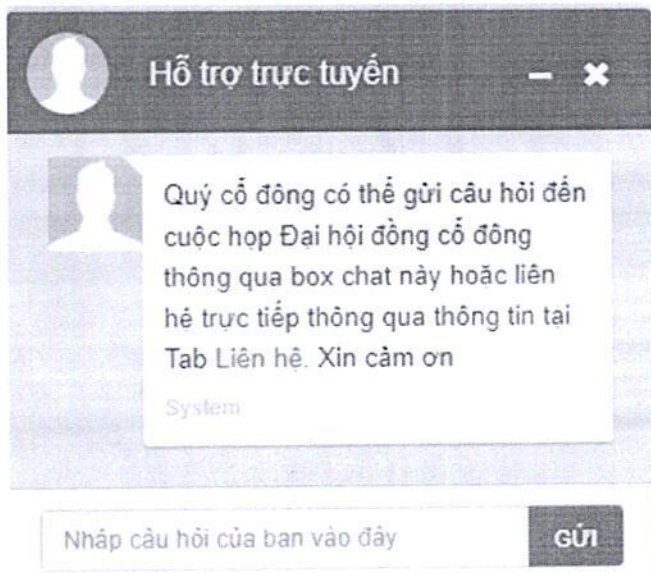 Hỗ trợ trực tuyến
Quý cổ đông có thể gửi câu hỏi đến
cuộc họp Đại hội đồng cổ đông
thông qua box chat này hoặc liên
hệ trực tiếp thông qua thông tin tại
Tab Liên hệ. Xin cảm ơn
System
Nhập câu hỏi của bạn vào đây
GỬI